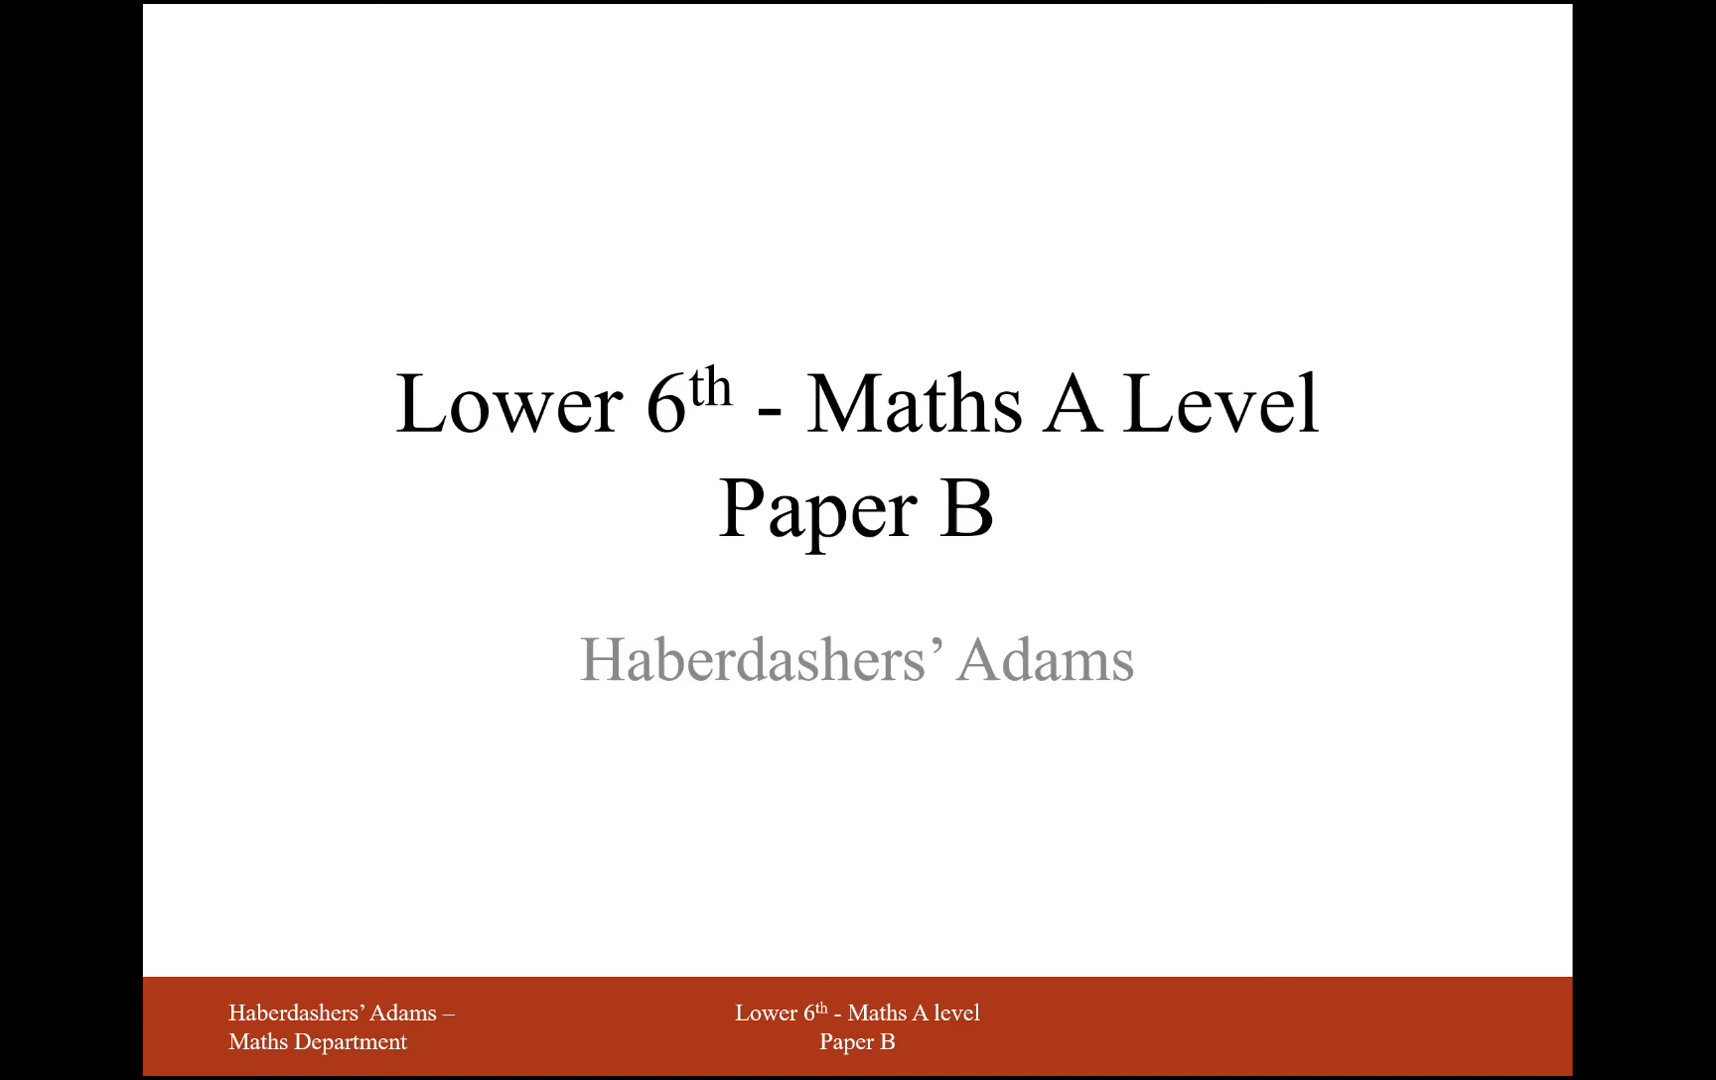 Lower 6th - Maths A Level
Paper B
Haberdashers’ Adams
Haberdashers’ Adams –
Maths Department
Lower 6th - Maths A level
Paper B